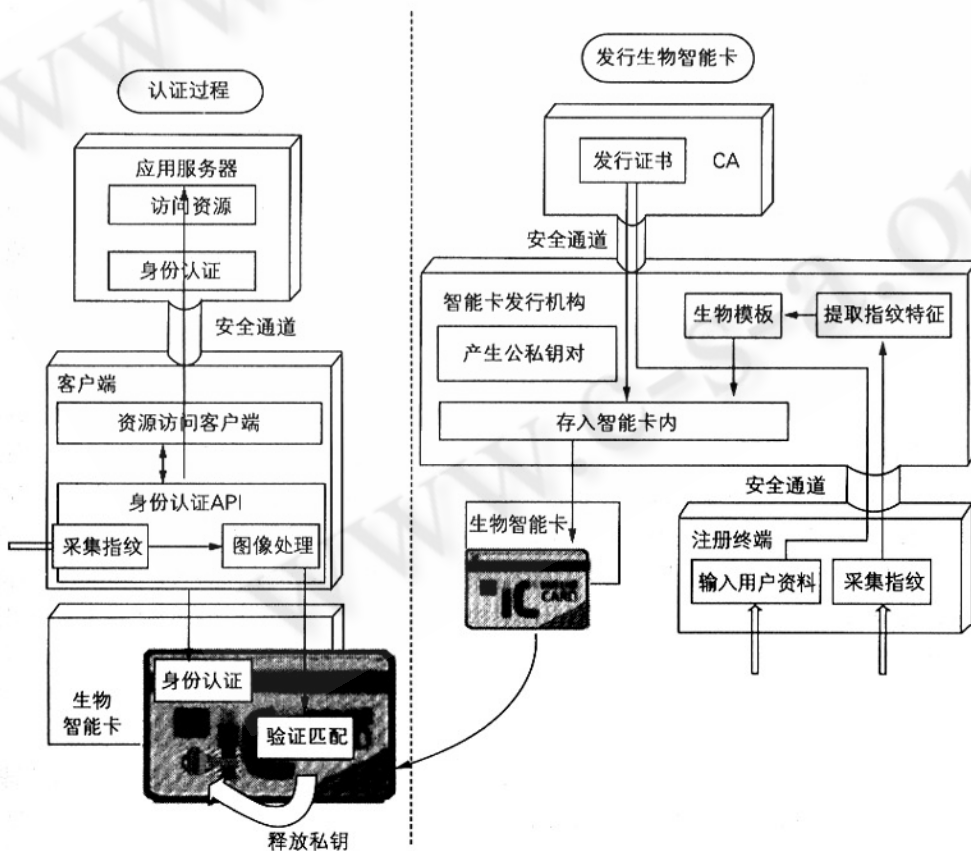 认证过程
应用服务器
访问资源
身份认证
安全通道
客户端
资源访问客户端
身份认证API
采集指纹
图像处理
生物
智能卡
身份认证
验证匹配
释放私钥
发行生物智能卡
发行证书
CA
安全通道
智能卡发行机构
生物模板
提取指纹特征
产生公私钥对
存入智能卡内
安全通道
生物智能卡
IC
CARD
注册终端
输入用户资料
采集指纹